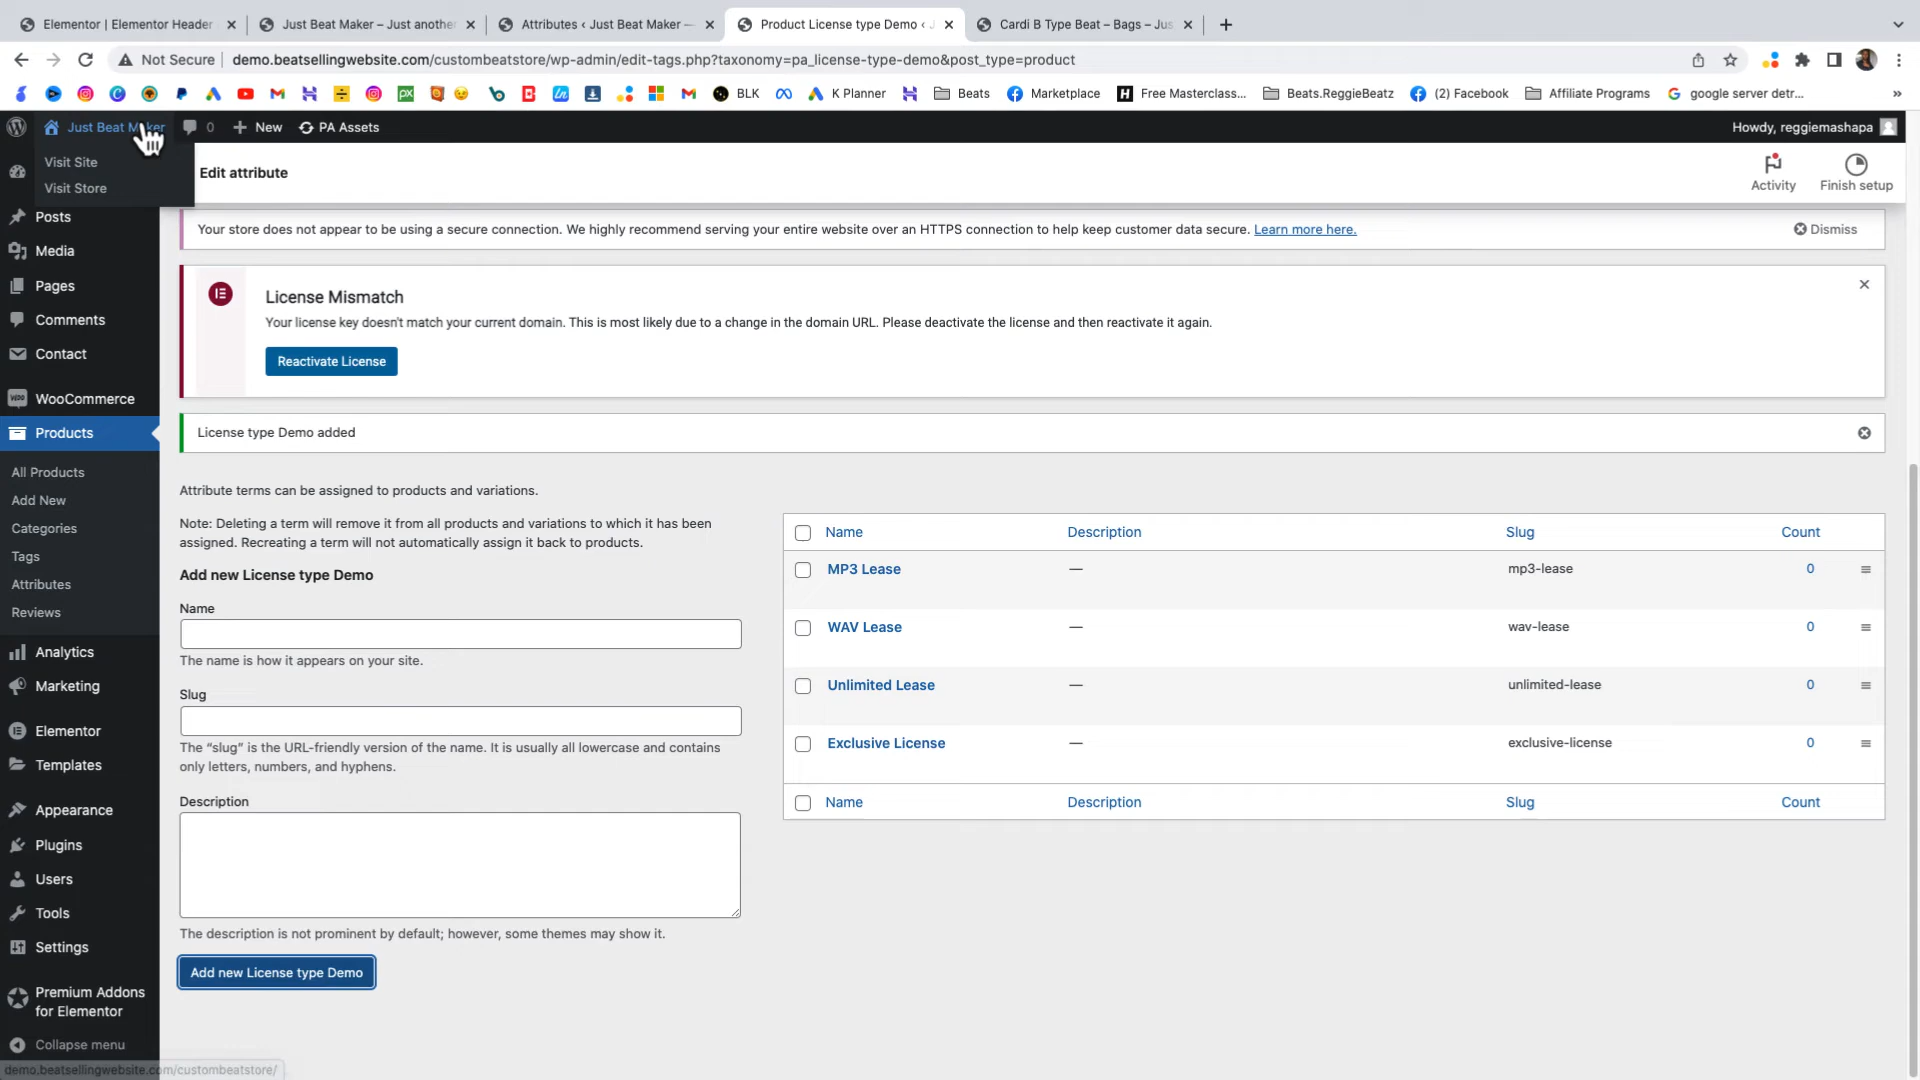 Elementor | Elementor Header
Just Beat Maker – Just another
Attributes ‹ Just Beat Maker —
Product License type Demo ‹ J
Cardi B Type Beat – Bags – Jus
Not Secure
demo.beatsellingwebsite.com/custombeatstore/wp-admin/edit-tags.php?taxonomy=pa_license-type-demo&post_type=product
BLK
K Planner
Beats
Marketplace
Free Masterclass...
Beats.ReggieBeatz
(2) Facebook
Affiliate Programs
google server detr...
»
Just Beat Maker
0
New
PA Assets
Howdy, reggiemashapa
Visit Site
Visit Store
Edit attribute
Activity
Finish setup
Posts
Media
Pages
Comments
Contact
WooCommerce
Products
All Products
Add New
Categories
Tags
Attributes
Reviews
Analytics
Marketing
Elementor
Templates
Appearance
Plugins
Users
Tools
Settings
Premium Addons
for Elementor
Collapse menu
demo.beatsellingwebsite.com/custombeatstore/
Your store does not appear to be using a secure connection. We highly recommend serving your entire website over an HTTPS connection to help keep customer data secure. Learn more here.
Dismiss
License Mismatch
Your license key doesn't match your current domain. This is most likely due to a change in the domain URL. Please deactivate the license and then reactivate it again.
Reactivate License
License type Demo added
Attribute terms can be assigned to products and variations.
Note: Deleting a term will remove it from all products and variations to which it has been
assigned. Recreating a term will not automatically assign it back to products.
Add new License type Demo
Name
The name is how it appears on your site.
Slug
The “slug” is the URL-friendly version of the name. It is usually all lowercase and contains
only letters, numbers, and hyphens.
Description
The description is not prominent by default; however, some themes may show it.
Add new License type Demo
Name Description Slug Count
MP3 Lease — mp3-lease 0
WAV Lease — wav-lease 0
Unlimited Lease — unlimited-lease 0
Exclusive License — exclusive-license 0
Name Description Slug Count